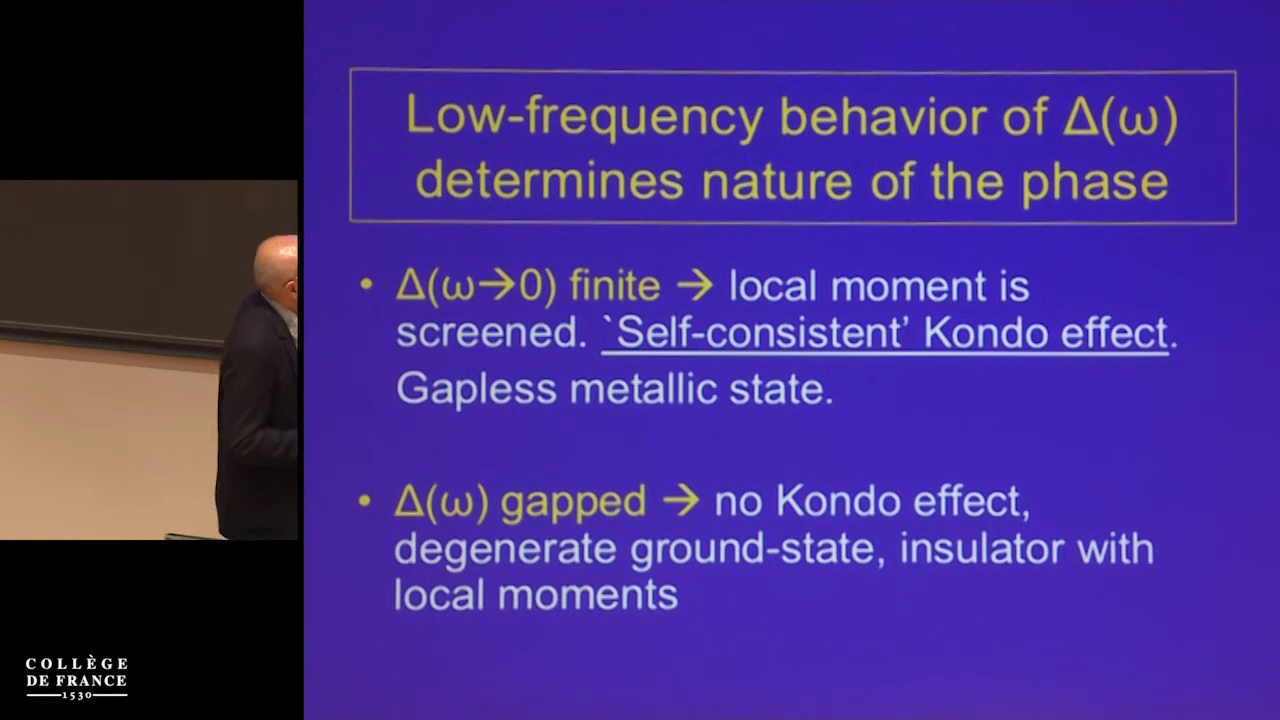 Low-frequency behavior of Δ(ω)
determines nature of the phase
• Δ(ω→0) finite → local moment is
screened. `Self-consistent’ Kondo effect.
Gapless metallic state.
• Δ(ω) gapped → no Kondo effect,
degenerate ground-state, insulator with
local moments
COLLÈGE
DE FRANCE
1530